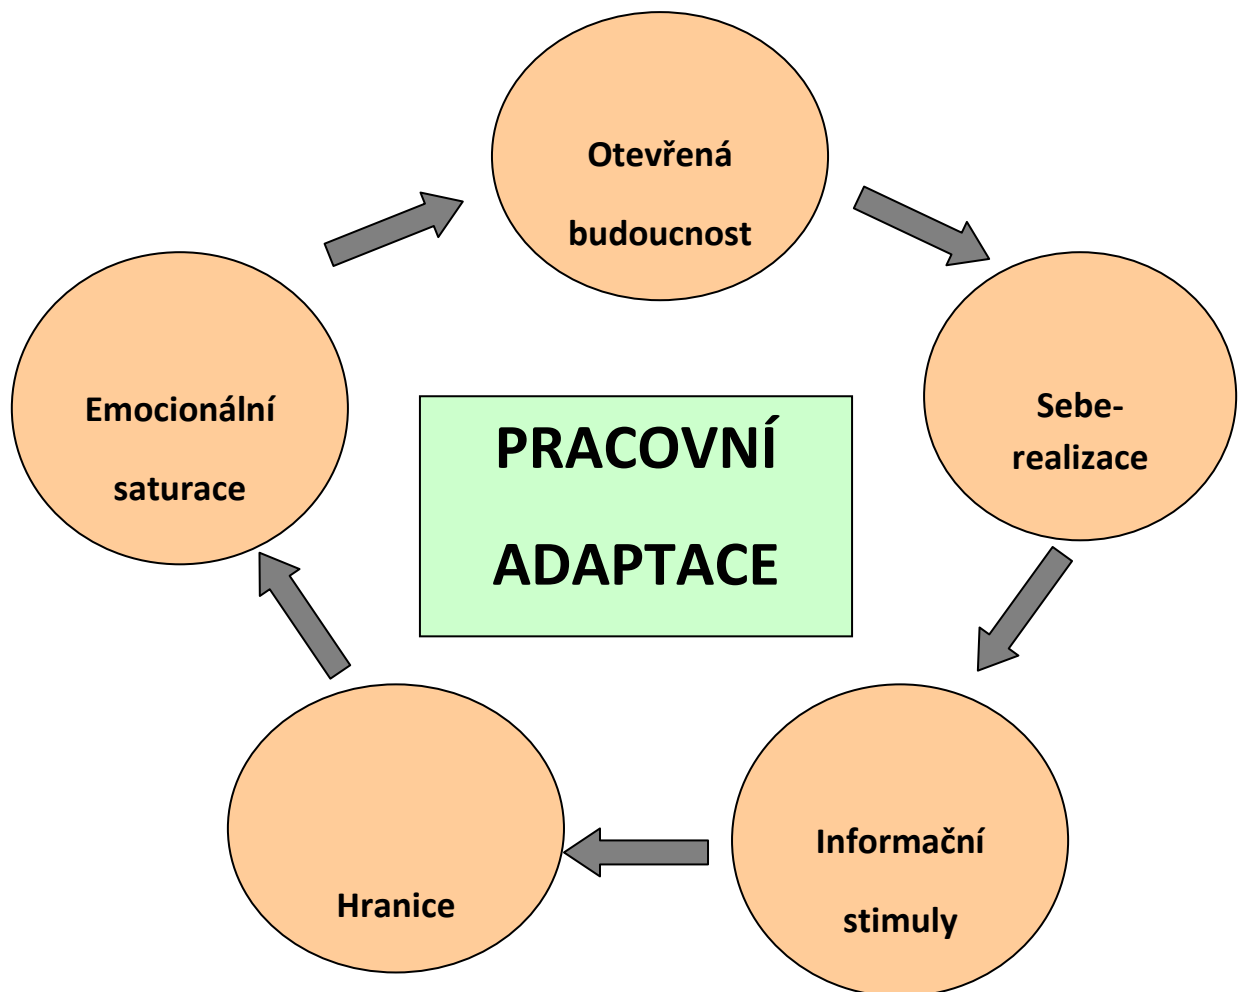 Otevřená
budoucnost
Emocionální
saturace
PRACOVNÍ
ADAPTACE
Sebe-
realizace
Hranice
Informační
stimuly